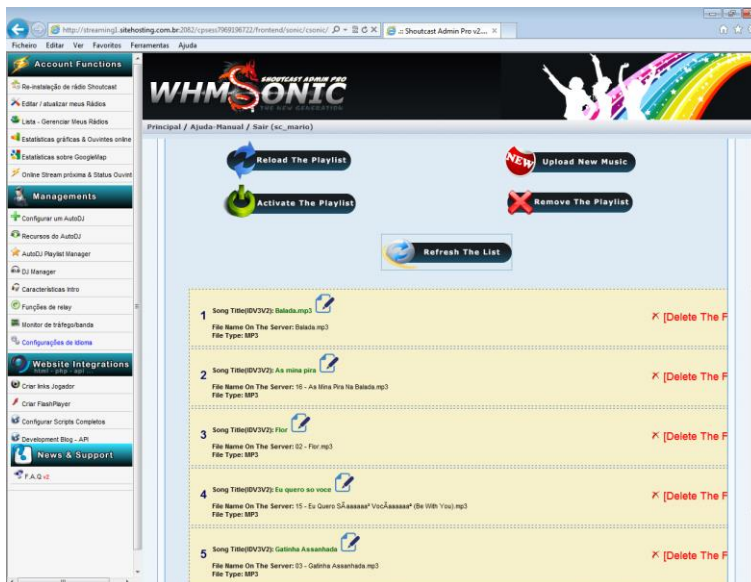 http://streaming1.sitehosting.com.br:2082/cpsess7969196722/frontend/sonic/csonic/
.:: Shoutcast Admin Pro v2....
Ficheiro Editar Ver Favoritos Ferramentas Ajuda
Account Functions
Re-instalação de rádio Shoutcast
Editar / atualizar meus Rádios
Lista - Gerenciar Meus Rádios
Estatísticas gráficas & Ouvintes online
Estatísticas sobre GoogleMap
Online Stream próxima & Status Ouvint
Managements
Configurar um AutoDJ
Recursos do AutoDJ
AutoDJ Playlist Manager
DJ Manager
Características Intro
Funções de relay
Monitor de tráfego/banda
Configurações de Idioma
Website Integrations
html - php - api ...
Criar links Jogador
Criar FlashPlayer
Configurar Scripts Completos
Development Blog - API
News & Support
F.A.Q v2
WHMSONIC
SHOUTCAST ADMIN PRO
THE NEW GENERATION
Principal / Ajuda-Manual / Sair (sc_mario)
Reload The Playlist
NEW Upload New Music
Activate The Playlist
Remove The Playlist
Refresh The List
1 Song Title(IDV3V2): Balada.mp3
File Name On The Server: Balada.mp3
File Type: MP3
[Delete The F
2 Song Title(IDV3V2): As mina pira
File Name On The Server: 16 - As Mina Pira Na Balada.mp3
File Type: MP3
[Delete The F
3 Song Title(IDV3V2): Flor
File Name On The Server: 02 - Flor.mp3
File Type: MP3
[Delete The F
4 Song Title(IDV3V2): Eu quero so voce
File Name On The Server: 15 - Eu Quero (Be With You).mp3
File Type: MP3
[Delete The F
5 Song Title(IDV3V2): Gatinha Assanhada
File Name On The Server: 03 - Gatinha Assanhada.mp3
File Type: MP3
[Delete The F